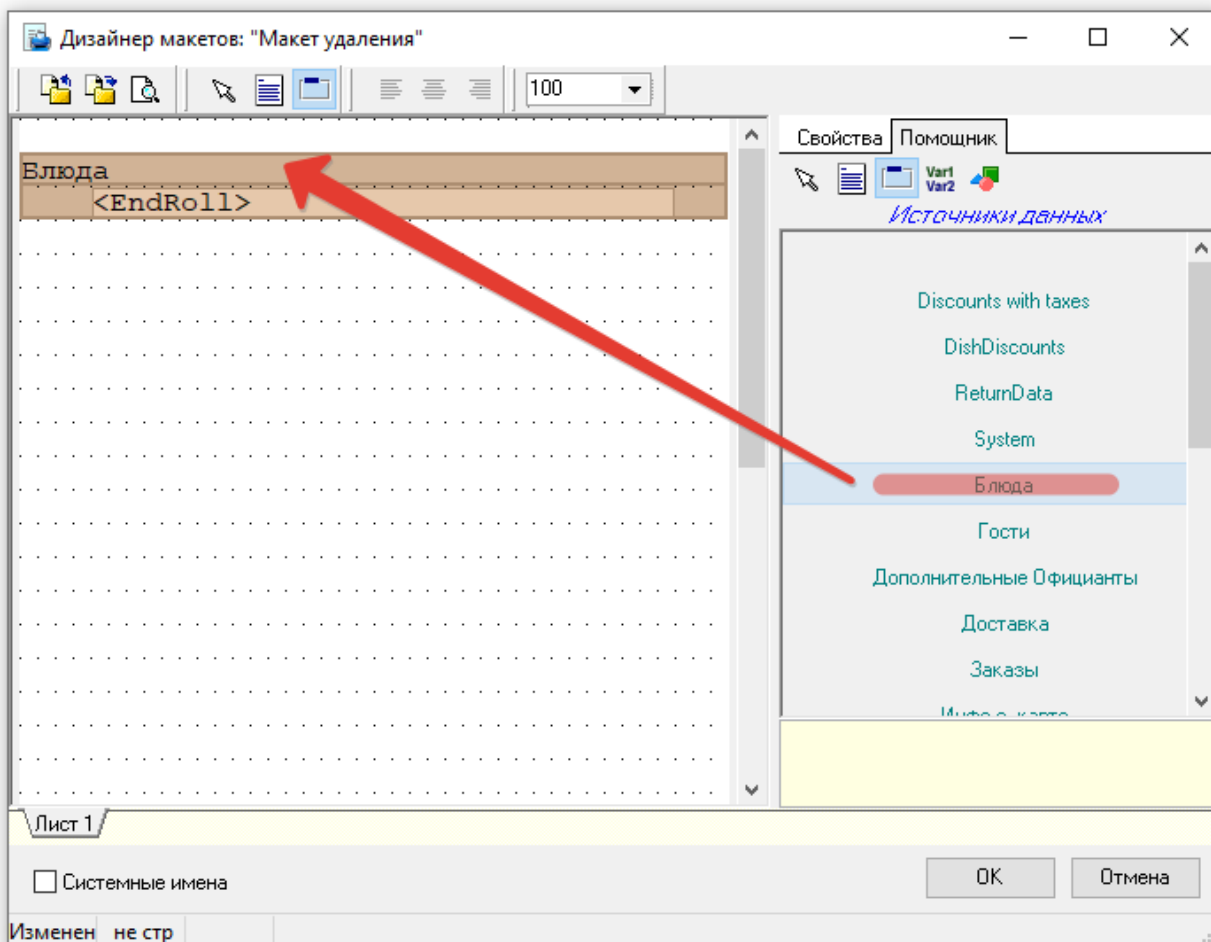 Дизайнер макетов: "Макет удаления"
100
Блюда
<EndRoll>
Свойства Помощник
Var1
Var2
Источники данных
Discounts with taxes
DishDiscounts
ReturnData
System
Блюда
Гости
Дополнительные Официанты
Доставка
Заказы
Лист 1
Системные имена
OK Отмена
Изменен не стр